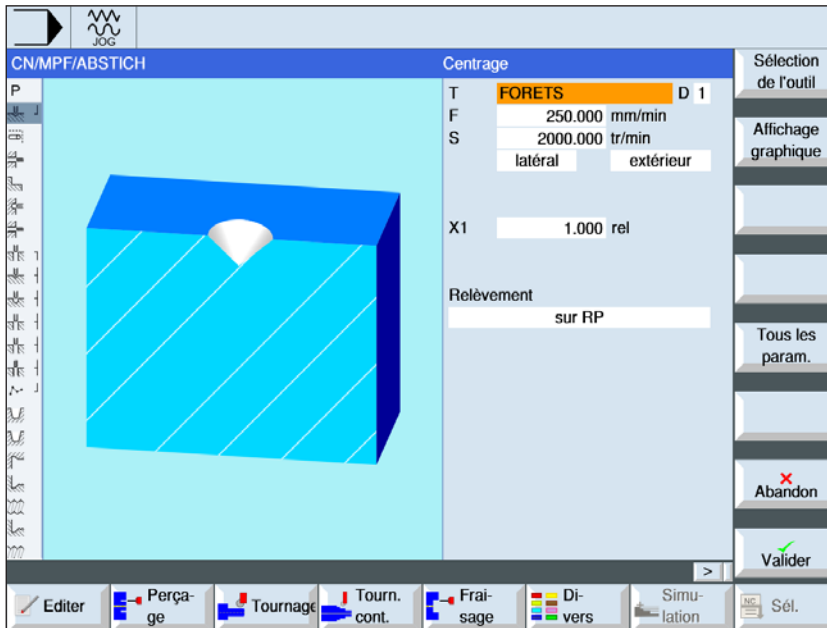 JOG
CN/MPF/ABSTICH
Centrage
P
T FORETS D 1
F 250.000 mm/min
S 2000.000 tr/min
latéral extérieur
X1 1.000 rel
Relèvement
sur RP
Sélection
de l'outil
Affichage
graphique
Tous les
param.
Abandon
Valider
>
Editer
Perça-
ge
Tournage
Tourn.
cont.
Frai-
sage
Di-
vers
Simu-
lation
NC
Sél.